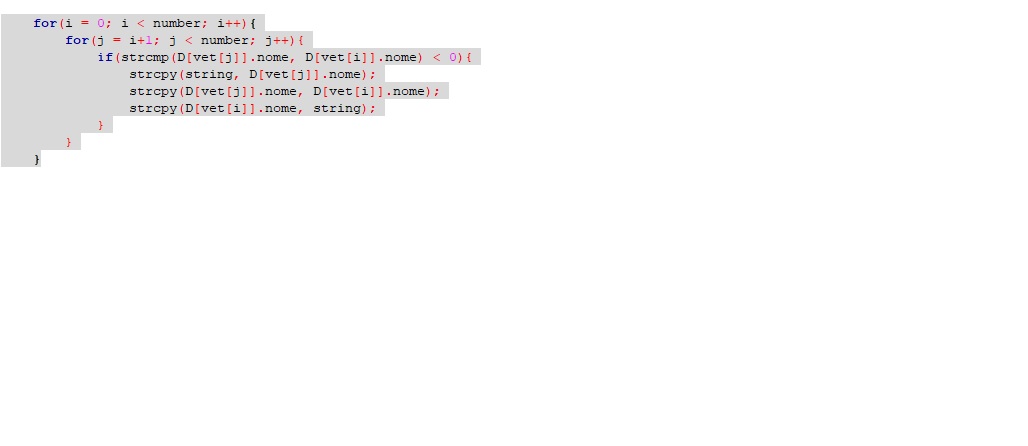 for(i = 0; i < number; i++){
for(j = i+1; j < number; j++){
if(strcmp(D[vet[j]].nome, D[vet[i]].nome) < 0){
strcpy(string, D[vet[j]].nome);
strcpy(D[vet[j]].nome, D[vet[i]].nome);
strcpy(D[vet[i]].nome, string);
}
}
}